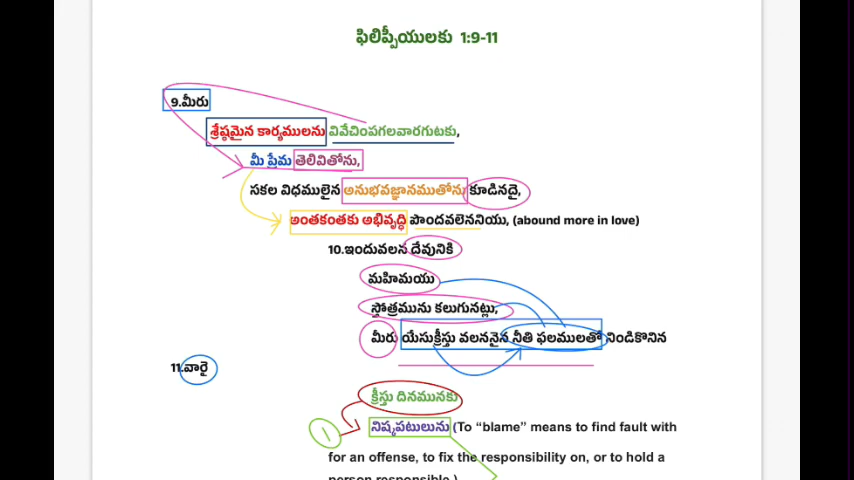 ఫిలిప్పీయులకు 1:9-11
9.మీరు
శ్రేష్ఠమైన కార్యములను వివేచింపగలవారగుటకు,
మీ ప్రేమ తెలివితోను,
సకల విధములైన అనుభవజ్ఞానముతోను కూడినదై,
అంతకంతకు అభివృద్ధి పొందవలెననియు, (abound more in love)
10.ఇందువలన దేవునికి
మహిమయు
స్తోత్రమును కలుగునట్లు,
మీరు యేసుక్రీస్తు వలననైన నీతి ఫలములతో నిండికొనిన
11.వారై
క్రీస్తు దినమునకు
1 నిష్కపటులును (To “blame” means to find fault with
for an offense, to fix the responsibility on, or to hold a
person responsible.)